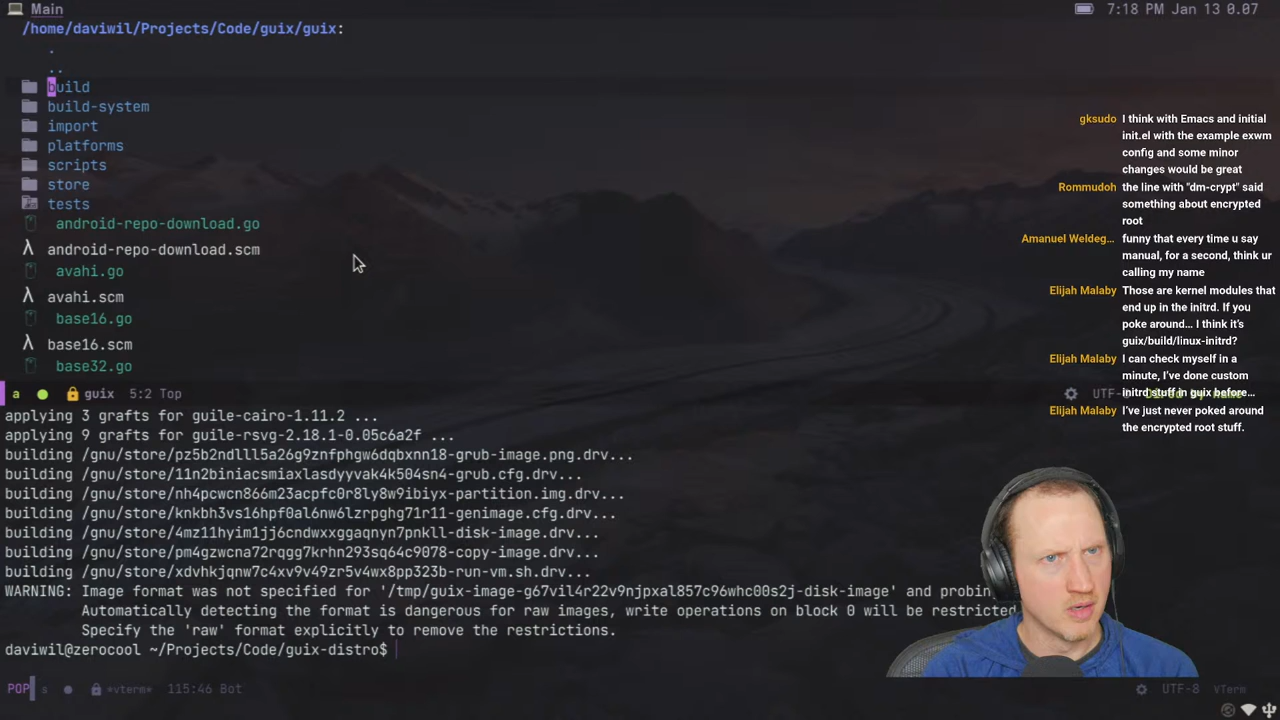 Main
7:18 PM Jan 13 0.07
/home/daviwil/Projects/Code/guix/guix:
.
..
build
build-system
import
platforms
scripts
store
tests
android-repo-download.go
λ android-repo-download.scm
avahi.go
λ avahi.scm
base16.go
λ base16.scm
base32.go
a guix 5:2 Top
applying 3 grafts for guile-cairo-1.11.2 ...
applying 9 grafts for guile-rsvg-2.18.1-0.05c6a2f ...
building /gnu/store/pz5b2ndlll5a26g9znfphgw6dqbxnn18-grub-image.png.drv...
building /gnu/store/11n2biniacsmiaxlasdyyvak4k504sn4-grub.cfg.drv...
building /gnu/store/nh4pcwcn866m23acpfc0r8ly8w9ibiyx-partition.img.drv...
building /gnu/store/knkbh3vs16hpf0al6nw6lzrpghg71r11-genimage.cfg.drv...
building /gnu/store/4mz11hyim1jj6cndwxxggaqnyn7pnkll-disk-image.drv...
building /gnu/store/pm4gzwcna72rqgg7krhn293sq64c9078-copy-image.drv...
building /gnu/store/xdvhkjqnw7c4xv9v49zr5v4wx8pp323b-run-vm.sh.drv...
WARNING: Image format was not specified for '/tmp/guix-image-g67vil4r22v9njpxal857c96whc00s2j-disk-image' and probing
Automatically detecting the format is dangerous for raw images, write operations on block 0 will be restricted
Specify the 'raw' format explicitly to remove the restrictions.
daviwil@zerocool ~/Projects/Code/guix-distro$
POP s *vterm* 115:46 Bot
UTF-8 VTerm
gksudo I think with Emacs and initial
init.el with the example exwm
config and some minor
changes would be great
Rommudoh the line with "dm-crypt" said
something about encrypted
root
Amanuel Weldeg... funny that every time u say
manual, for a second, think ur
calling my name
Elijah Malaby Those are kernel modules that
end up in the initrd. If you
poke around... I think it's
guix/build/linux-initrd?
Elijah Malaby I can check myself in a
minute, I've done custom
initrd stuff in guix before...
Elijah Malaby I've just never poked around
the encrypted root stuff.